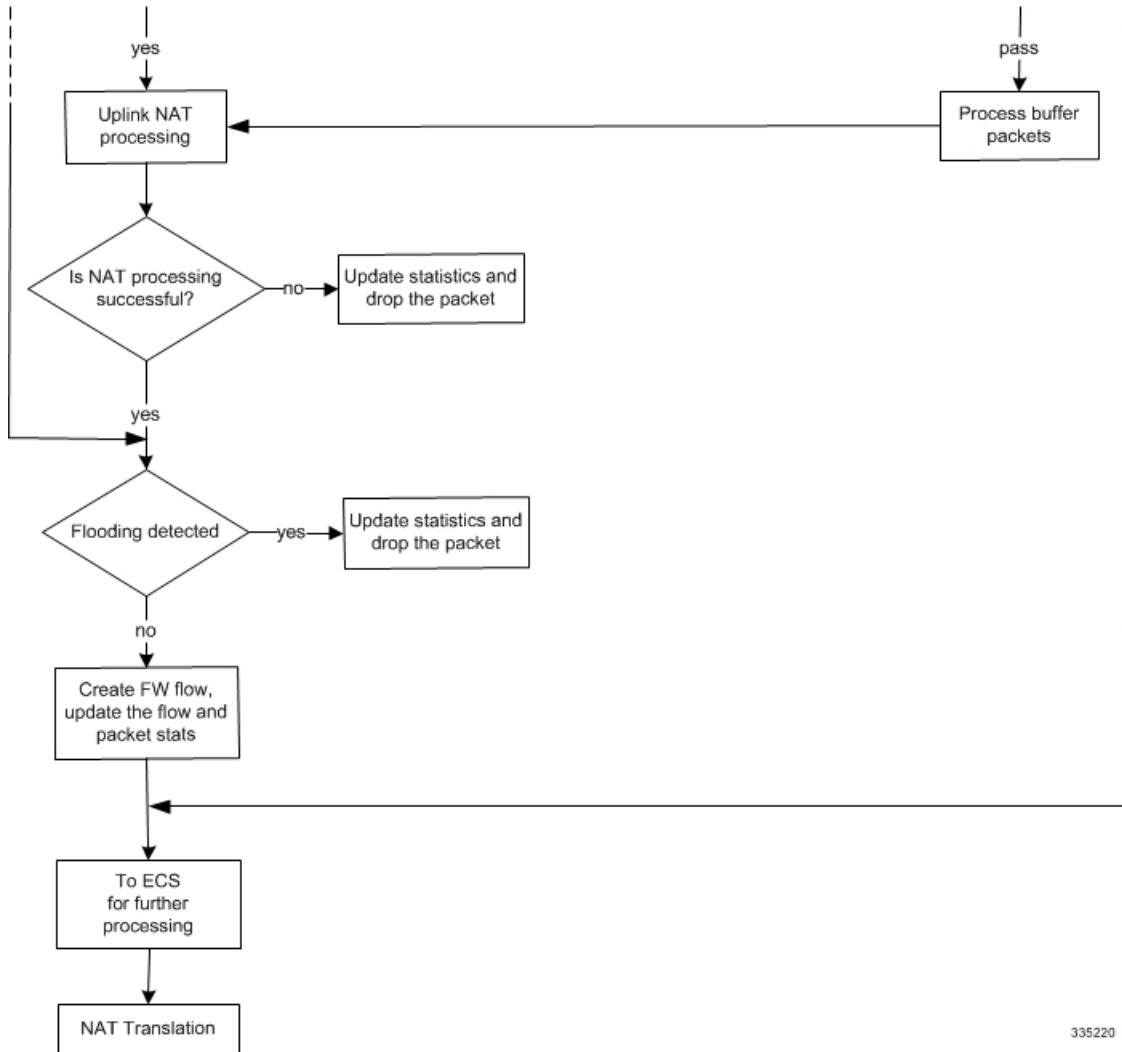 yes
pass
Uplink NAT
processing
Process buffer
packets
Is NAT processing
successful?
no
Update statistics and
drop the packet
yes
Flooding detected
yes
Update statistics and
drop the packet
no
Create FW flow,
update the flow and
packet stats
To ECS
for further
processing
NAT Translation
335220